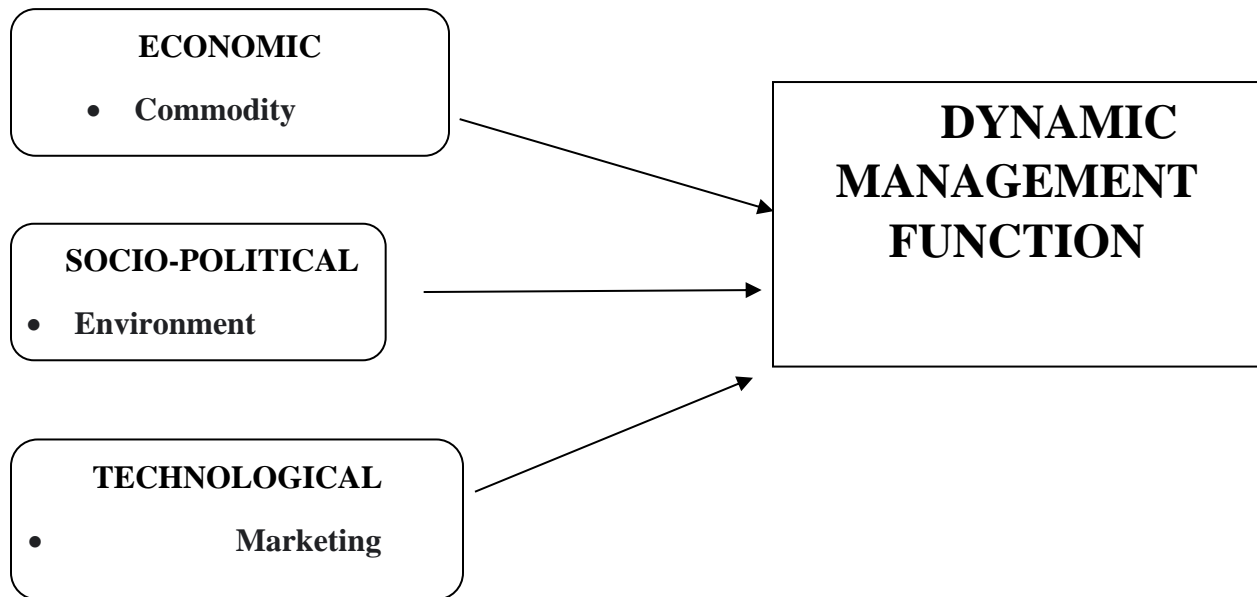 ECONOMIC
• Commodity
SOCIO-POLITICAL
• Environment
TECHNOLOGICAL
• Marketing
DYNAMIC
MANAGEMENT
FUNCTION